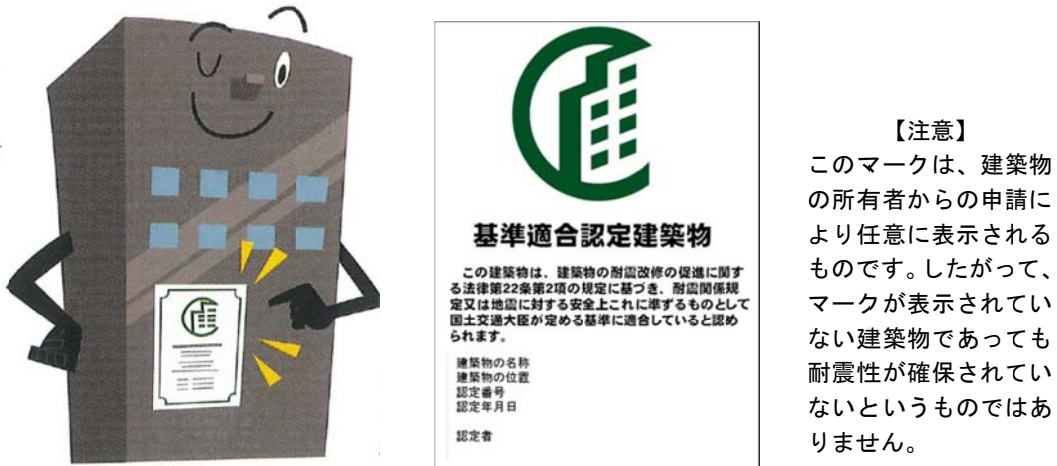 基準適合認定建築物
この建築物は、建築物の耐震改修の促進に関す
る法律第22条第2項の規定に基づき、耐震関係規
定又は地震に対する安全上これに準ずるものとして
国土交通大臣が定める基準に適合していると認め
られます。
建築物の名称
建築物の位置
認定番号
認定年月日
認定者
【注意】
このマークは、建築物
の所有者からの申請に
より任意に表示される
ものです。したがって、
マークが表示されてい
ない建築物であっても
耐震性が確保されてい
ないというものではあ
りません。